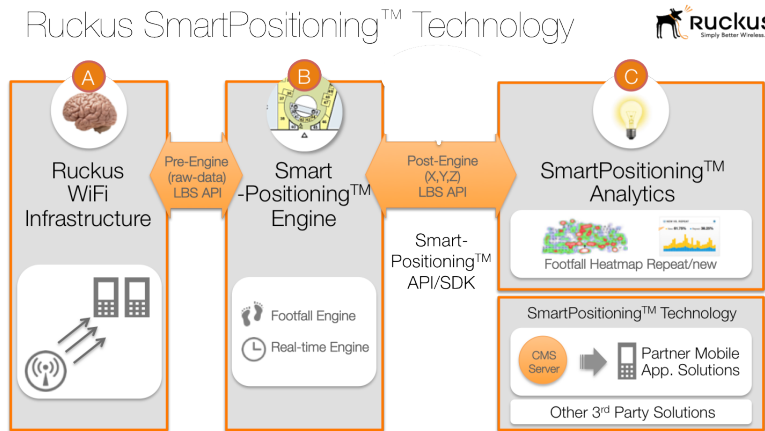 Ruckus SmartPositioning™ Technology
Ruckus
Simply Better Wireless.
A
Ruckus
WiFi
Infrastructure
Pre-Engine
(raw-data)
LBS API
B
Smart
-Positioning™
Engine
Footfall Engine
Real-time Engine
Post-Engine
(X,Y,Z)
LBS API
Smart-
Positioning™
API/SDK
C
SmartPositioning™
Analytics
Footfall Heatmap Repeat/new
SmartPositioning™ Technology
CMS
Server
Partner Mobile
App. Solutions
Other 3rd Party Solutions